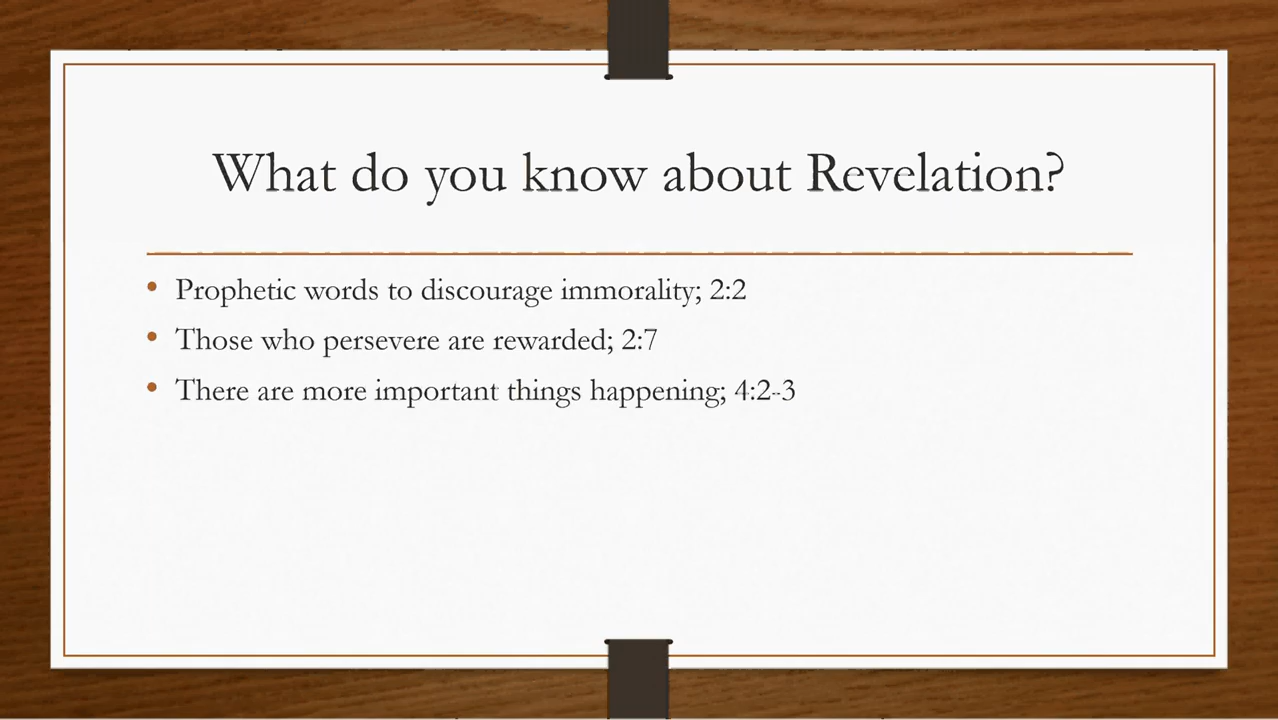 What do you know about Revelation?
• Prophetic words to discourage immorality; 2:2
• Those who persevere are rewarded; 2:7
• There are more important things happening; 4:2-3